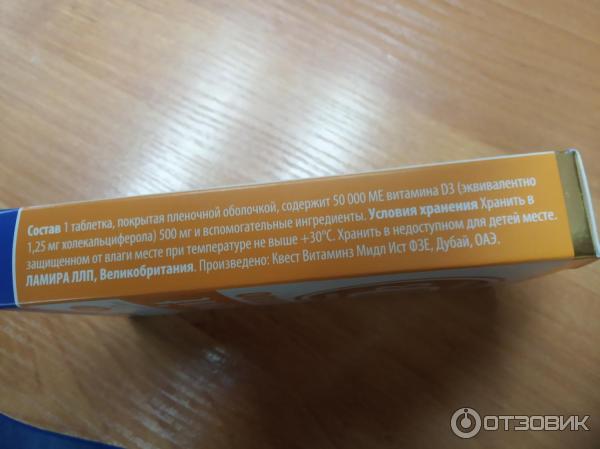 Состав 1 таблетка, покрытая пленочной оболочкой, содержит 50 000 МЕ витамина D3 (эквивалентно
1,25 мг холекальциферола) 500 мг и вспомогательные ингредиенты. Условия хранения Хранить в
защищенном от влаги месте при температуре не выше +30°С. Хранить в недоступном для детей месте.
ЛАМИРА ЛЛП, Великобритания. Произведено: Квест Витаминз Мидл Ист ФЗЕ, Дубай, ОАЭ.
ОТЗОВИК